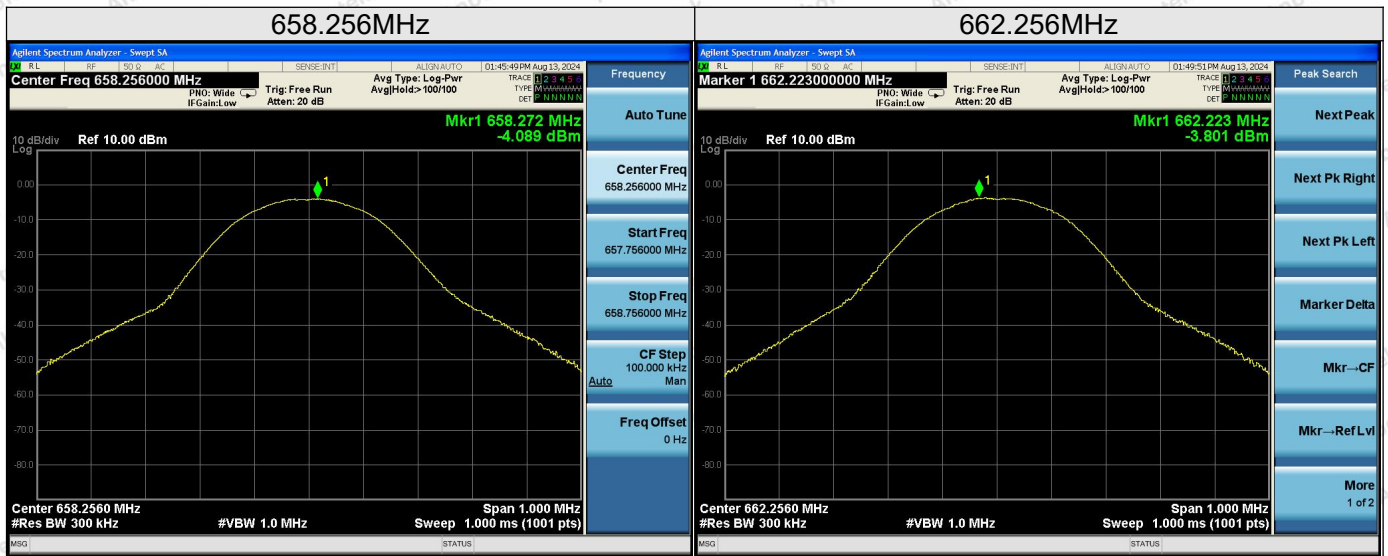 658.256MHz
662.256MHz
Agilent Spectrum Analyzer - Swept SA
LXI RL RF 50 Ω AC SENSE:INT ALIGNAUTO 01:45:49 PM Aug 13, 2024
Center Freq 658.256000 MHz
PNO: Wide Trig: Free Run
IFGain:Low Atten: 20 dB
Avg Type: Log-Pwr
Avg|Hold:>100/100
TRACE 1 2 3 4 5 6
TYPE M
DET P N N N N N
Mkr1 658.272 MHz
-4.089 dBm
10 dB/div Ref 10.00 dBm
Log
1
0.00
-10.0
-20.0
-30.0
-40.0
-50.0
-60.0
-70.0
-80.0
Center 658.2560 MHz Span 1.000 MHz
#Res BW 300 kHz #VBW 1.0 MHz Sweep 1.000 ms (1001 pts)
MSG STATUS
Frequency
Auto Tune
Center Freq
658.256000 MHz
Start Freq
657.756000 MHz
Stop Freq
658.756000 MHz
CF Step
100.000 kHz
Auto Man
Freq Offset
0 Hz
Agilent Spectrum Analyzer - Swept SA
LXI RL RF 50 Ω AC SENSE:INT ALIGNAUTO 01:49:51 PM Aug 13, 2024
Marker 1 662.223000000 MHz
PNO: Wide Trig: Free Run
IFGain:Low Atten: 20 dB
Avg Type: Log-Pwr
Avg|Hold:>100/100
TRACE 1 2 3 4 5 6
TYPE M
DET P N N N N N
Mkr1 662.223 MHz
-3.801 dBm
10 dB/div Ref 10.00 dBm
Log
1
0.00
-10.0
-20.0
-30.0
-40.0
-50.0
-60.0
-70.0
-80.0
Center 662.2560 MHz Span 1.000 MHz
#Res BW 300 kHz #VBW 1.0 MHz Sweep 1.000 ms (1001 pts)
MSG STATUS
Peak Search
Next Peak
Next Pk Right
Next Pk Left
Marker Delta
Mkr→CF
Mkr→Ref Lvl
More
1 of 2